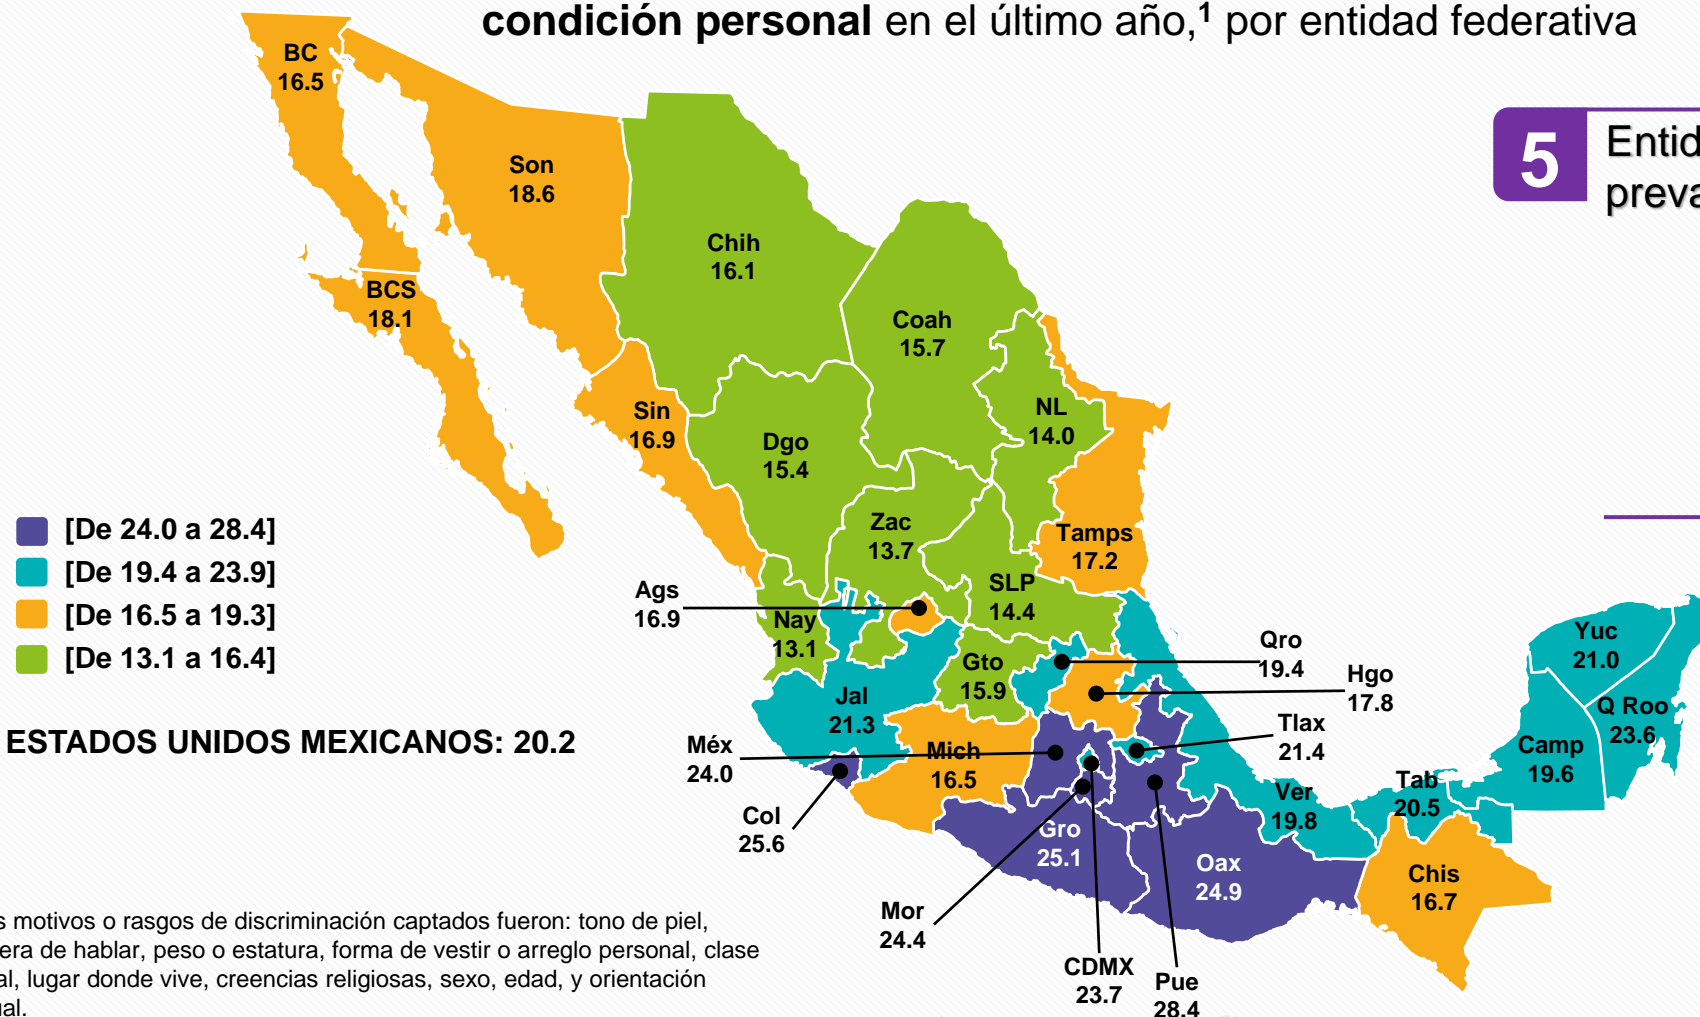 condición personal en el último año,¹ por entidad federativa
BC
16.5
5
Entid
preva
Son
18.6
Chih
16.1
BCS
18.1
Coah
15.7
Sin
16.9
NL
14.0
Dgo
15.4
[De 24.0 a 28.4]
[De 19.4 a 23.9]
[De 16.5 a 19.3]
[De 13.1 a 16.4]
Zac
13.7
Tamps
17.2
Ags
16.9
SLP
14.4
Nay
13.1
Qro
19.4
Yuc
21.0
Gto
15.9
Hgo
17.8
Jal
21.3
Q Roo
23.6
Tlax
21.4
ESTADOS UNIDOS MEXICANOS: 20.2
Méx
24.0
Mich
16.5
Camp
19.6
Tab
20.5
Ver
19.8
Col
25.6
Gro
25.1
Oax
24.9
Chis
16.7
Mor
24.4
CDMX
23.7
Pue
28.4
s motivos o rasgos de discriminación captados fueron: tono de piel,
era de hablar, peso o estatura, forma de vestir o arreglo personal, clase
al, lugar donde vive, creencias religiosas, sexo, edad, y orientación
ual.